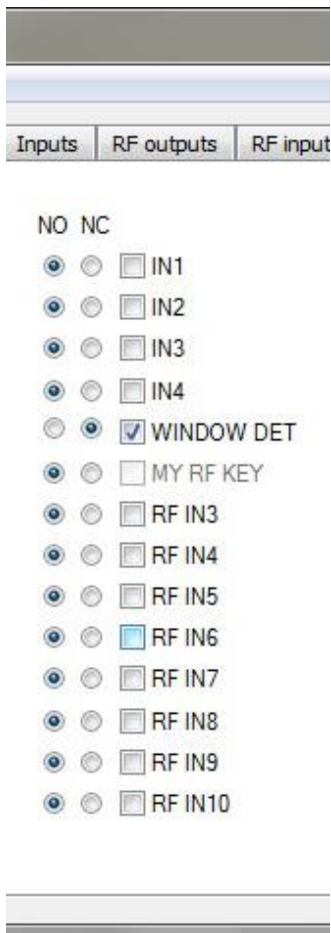 Inputs RF outputs RF input
NO NC
IN1
IN2
IN3
IN4
WINDOW DET
MY RF KEY
RF IN3
RF IN4
RF IN5
RF IN6
RF IN7
RF IN8
RF IN9
RF IN10